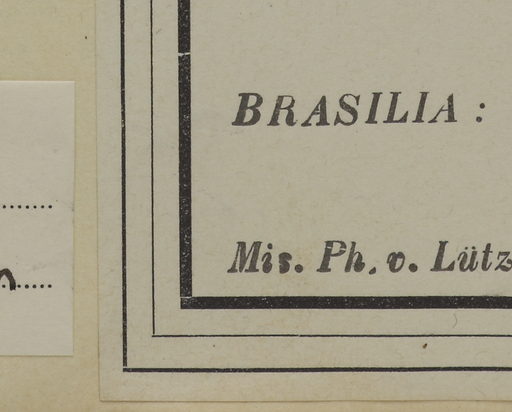 BRASILIA :
Mis. Ph. v. Lütz